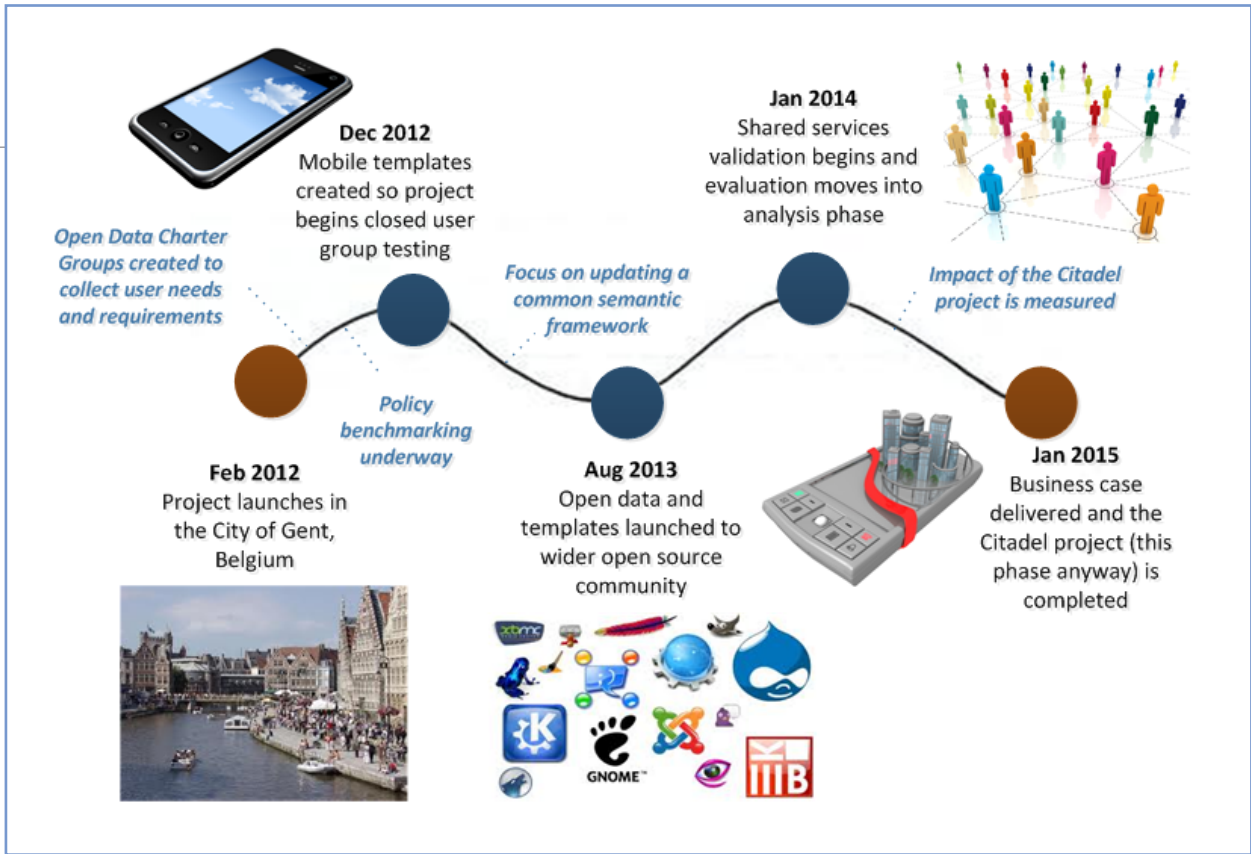 Dec 2012
Mobile templates
created so project
begins closed user
group testing
Jan 2014
Shared services
validation begins and
evaluation moves into
analysis phase
Open Data Charter
Groups created to
collect user needs
and requirements
Focus on updating a
common semantic
framework
Impact of the Citadel
project is measured
Policy
benchmarking
underway
Feb 2012
Project launches in
the City of Gent,
Belgium
Aug 2013
Open data and
templates launched to
wider open source
community
Jan 2015
Business case
delivered and the
Citadel project (this
phase anyway) is
completed
xbmc
K
GNOME™
K
IIIB